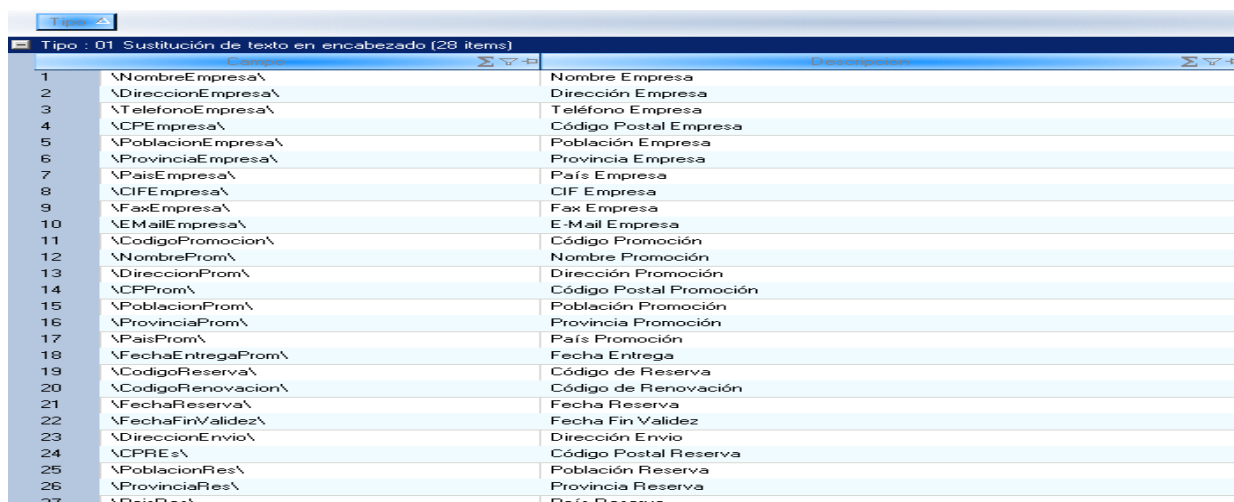 Tipo
Tipo : 01 Sustitución de texto en encabezado (28 items)
Campo Descripcion
1 \NombreEmpresa\ Nombre Empresa
2 \DireccionEmpresa\ Dirección Empresa
3 \TelefonoEmpresa\ Teléfono Empresa
4 \CPEmpresa\ Código Postal Empresa
5 \PoblacionEmpresa\ Población Empresa
6 \ProvinciaEmpresa\ Provincia Empresa
7 \PaisEmpresa\ País Empresa
8 \CIFEmpresa\ CIF Empresa
9 \FaxEmpresa\ Fax Empresa
10 \EMailEmpresa\ E-Mail Empresa
11 \CodigoPromocion\ Código Promoción
12 \NombreProm\ Nombre Promoción
13 \DireccionProm\ Dirección Promoción
14 \CPProm\ Código Postal Promoción
15 \PoblacionProm\ Población Promoción
16 \ProvinciaProm\ Provincia Promoción
17 \PaisProm\ País Promoción
18 \FechaEntregaProm\ Fecha Entrega
19 \CodigoReserva\ Código de Reserva
20 \CodigoRenovacion\ Código de Renovación
21 \FechaReserva\ Fecha Reserva
22 \FechaFinValidez\ Fecha Fin Validez
23 \DireccionEnvio\ Dirección Envio
24 \CPREs\ Código Postal Reserva
25 \PoblacionRes\ Población Reserva
26 \ProvinciaRes\ Provincia Reserva
27 \PaisRes\ País Reserva